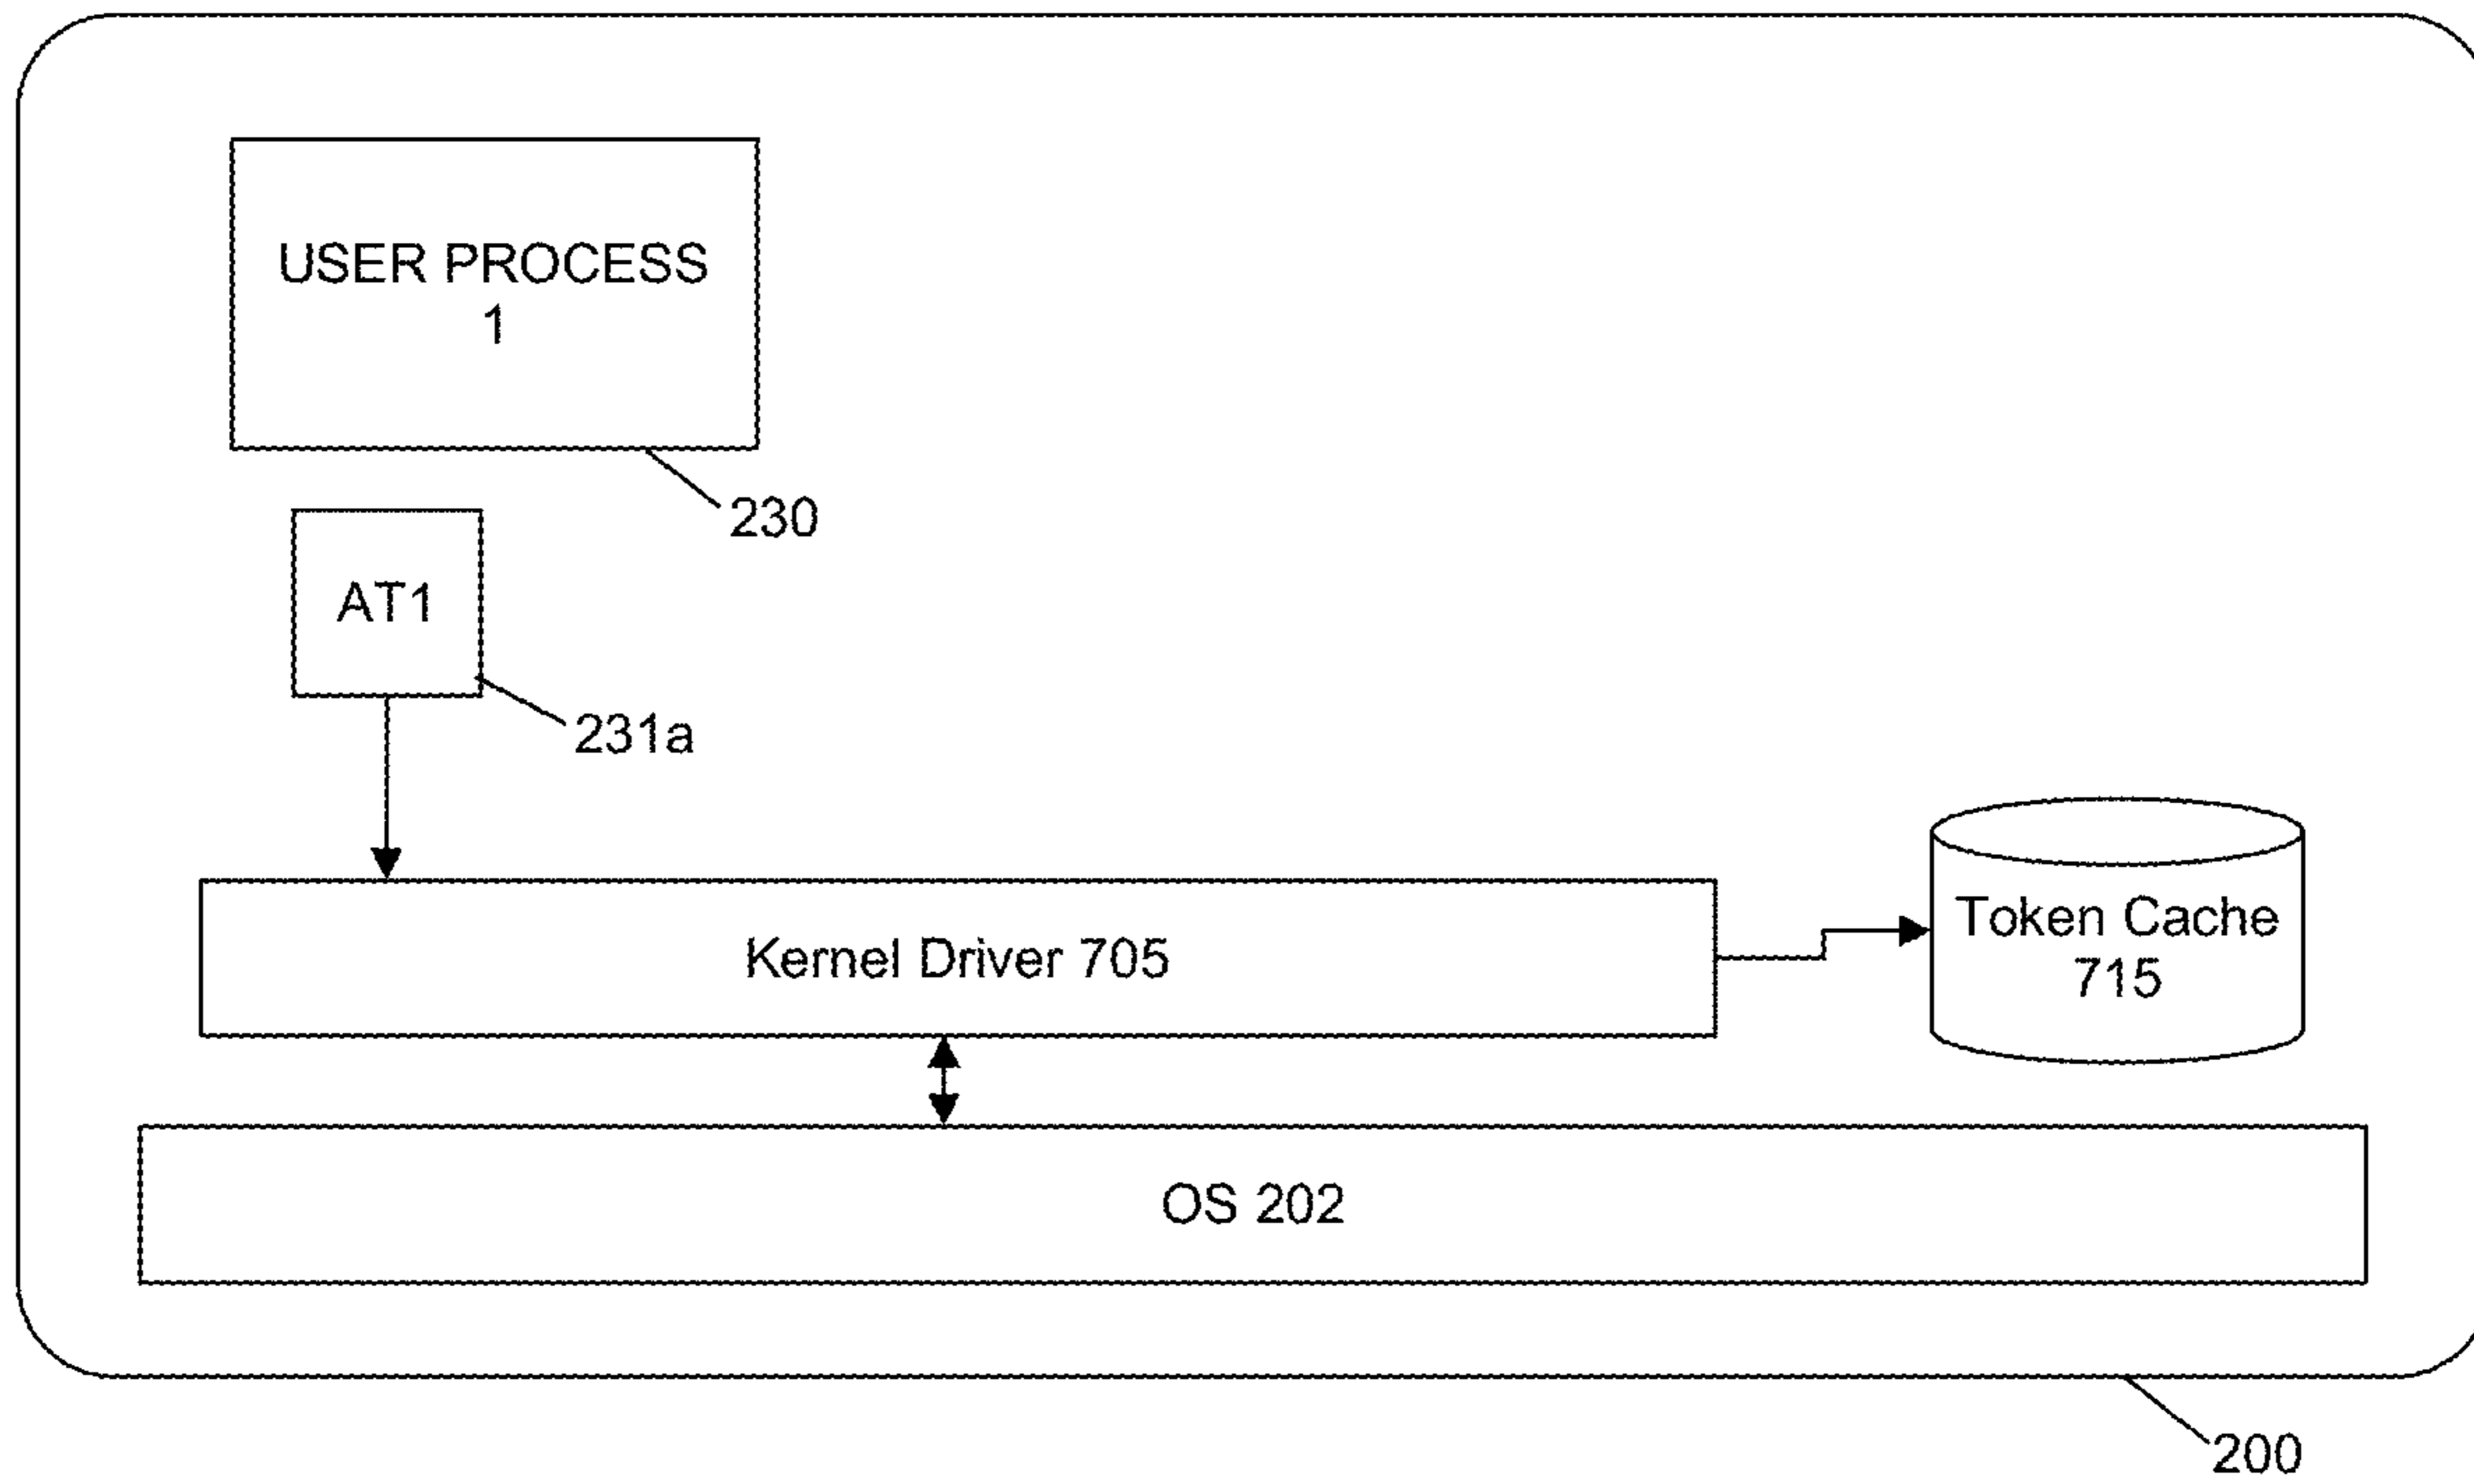 USER PROCESS
1
230
AT1
231a
Kernel Driver 705
Token Cache
715
OS 202
200